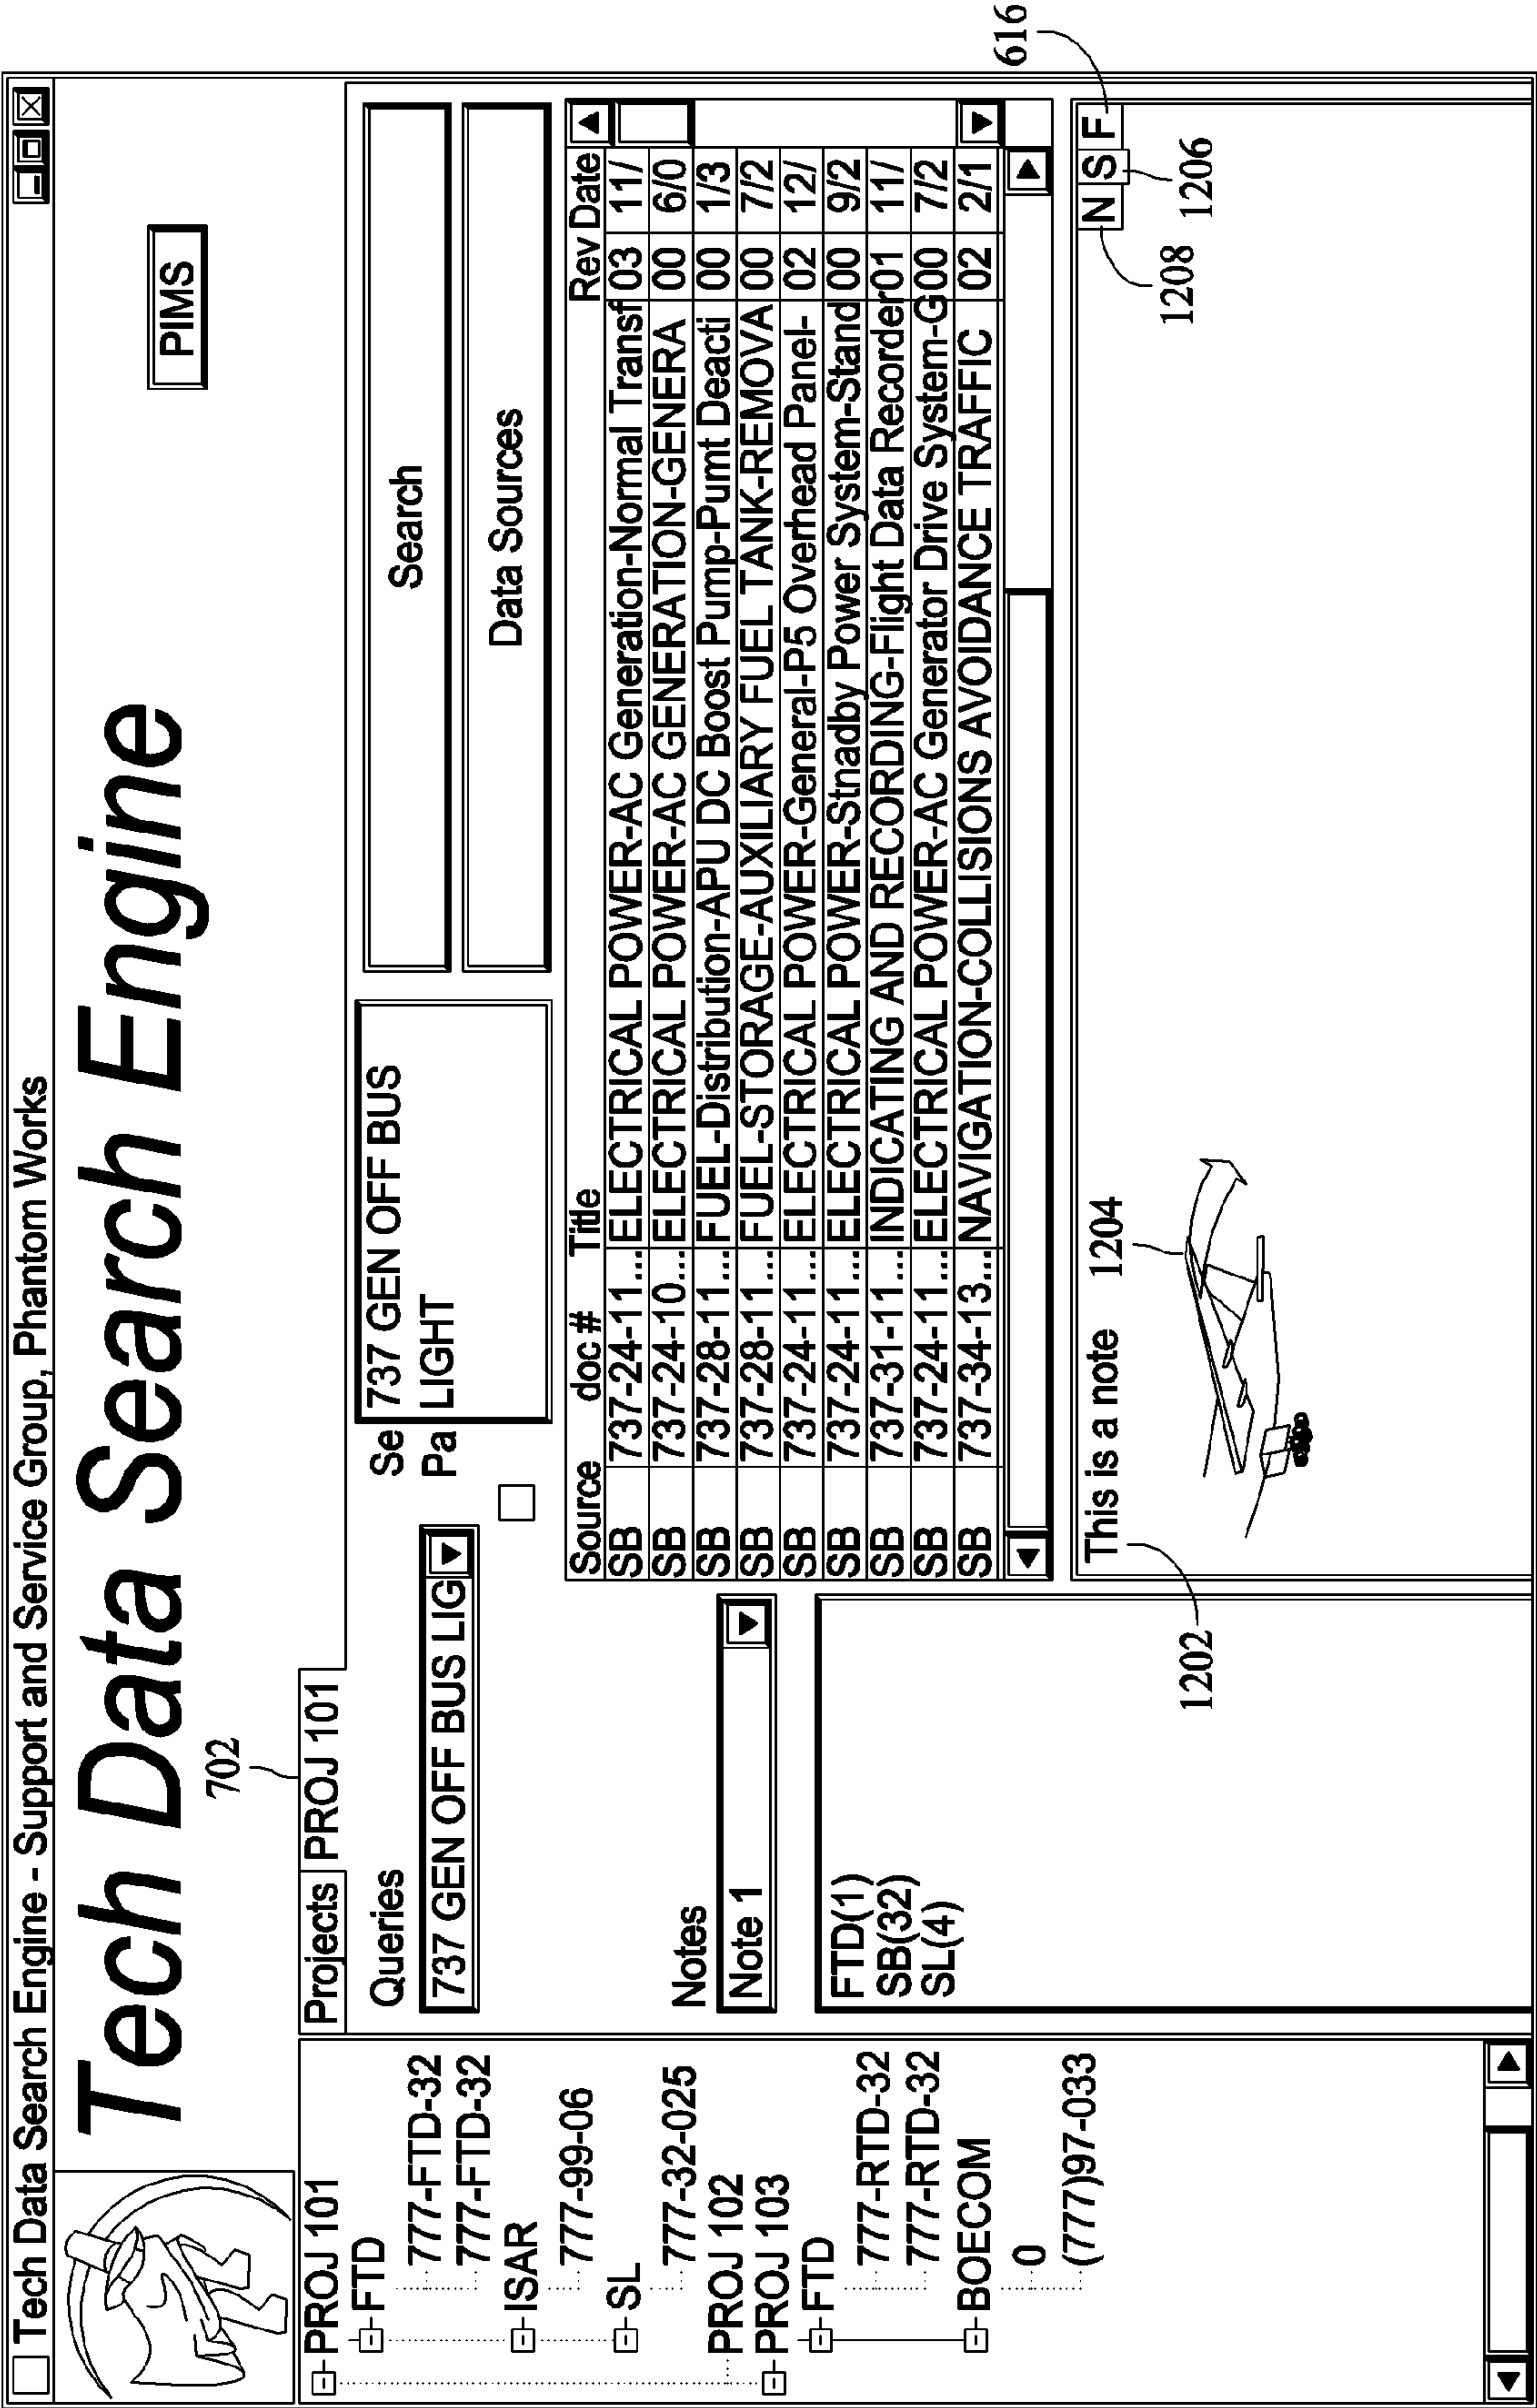 Tech Data Search Engine - Support and Service Group, Phantom Works
Tech Data Search Engine
PIMS
702
PROJ 101
FTD
777-FTD-32
777-FTD-32
ISAR
777-99-06
SL
777-32-025
PROJ 102
PROJ 103
FTD
777-RTD-32
777-RTD-32
BOECOM
0
(777)97-033
Projects PROJ 101
Queries
737 GEN OFF BUS LIG
Se
Pa
737 GEN OFF BUS
LIGHT
Search
Data Sources
Notes
Note 1
FTD(1)
SB(32)
SL(4)
Source doc # Title Rev Date
SB 737-24-11... ELECTRICAL POWER-AC Generation-Normal Transf 03 11/
SB 737-24-10... ELECTRICAL POWER-AC GENERATION-GENERA 00 6/0
SB 737-28-11... FUEL-Distribution-APU DC Boost Pump-Pumt Deacti 00 1/3
SB 737-28-11... FUEL-STORAGE-AUXILIARY FUEL TANK-REMOVA 00 7/2
SB 737-24-11... ELECTRICAL POWER-General-P5 Overhead Panel- 02 12/
SB 737-24-11... ELECTRICAL POWER-Stnadby Power System-Stand 00 9/2
SB 737-31-11... INDICATING AND RECORDING-Flight Data Recorder 01 11/
SB 737-24-11... ELECTRICAL POWER-AC Generator Drive System-G 00 7/2
SB 737-34-13... NAVIGATION-COLLISIONS AVOIDANCE TRAFFIC 02 2/1
This is a note
N S F
616
1202
1204
1208
1206